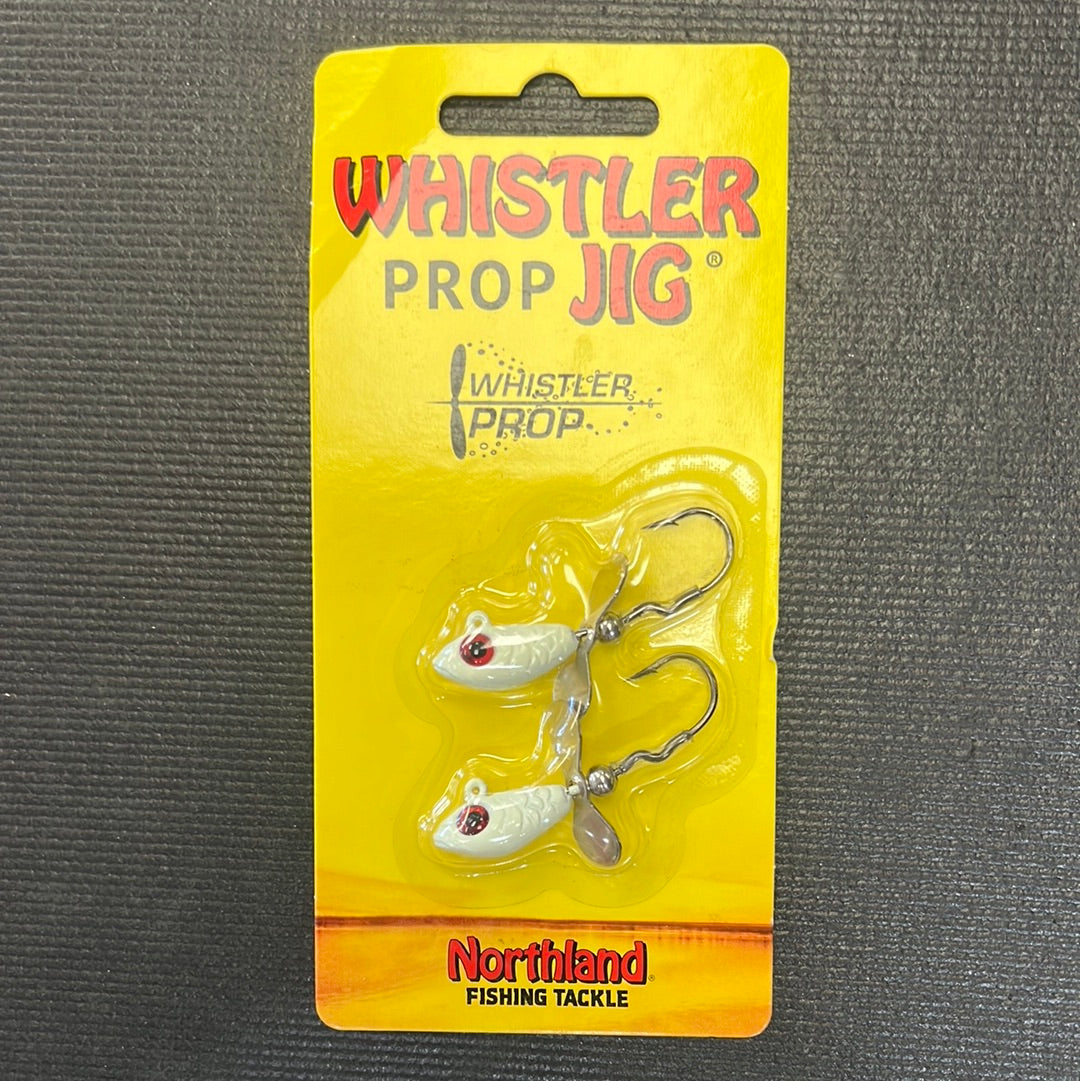 WHISTLER
PROP JIG®
WHISTLER
PROP
Northland®
FISHING TACKLE